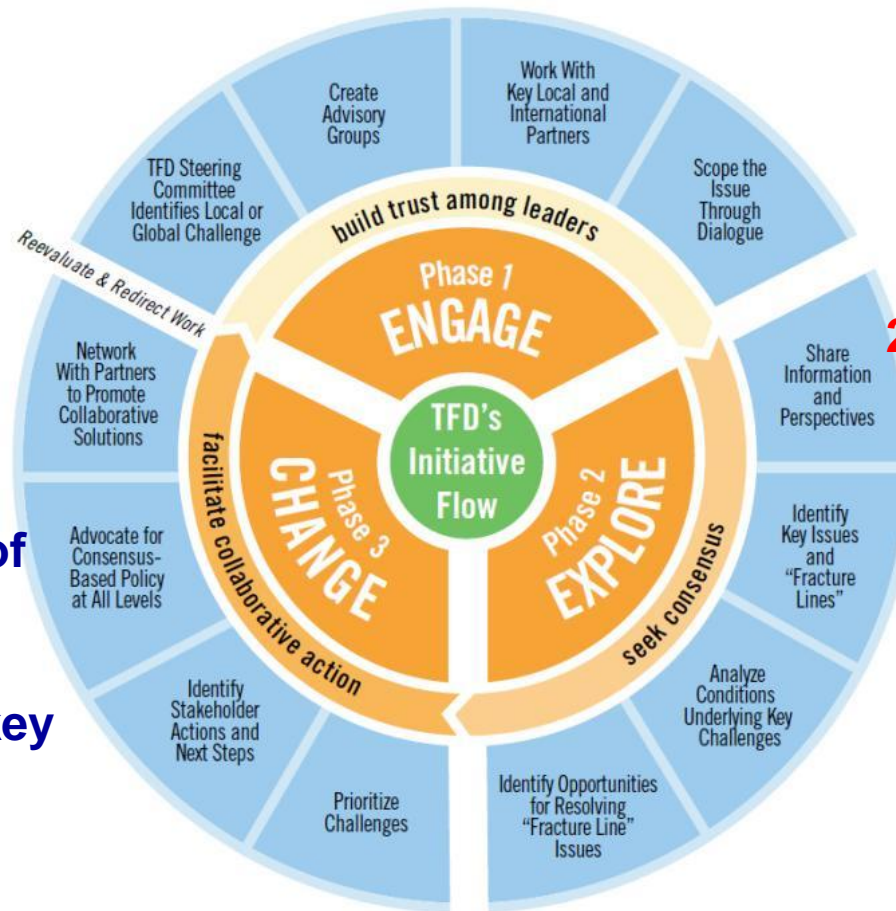 Work With
Key Local and
International
Partners
Create
Advisory
Groups
Scope the
Issue
Through
Dialogue
TFD Steering
Committee
Identifies Local or
Global Challenge
build trust among leaders
Reevaluate & Redirect Work
Phase 1
ENGAGE
2
Share
Information
and
Perspectives
Network
With Partners
to Promote
Collaborative
Solutions
TFD's
Initiative
Flow
facilitate collaborative action
Phase 3
CHANGE
Phase 2
EXPLORE
seek consensus
Identify
Key Issues
and
“Fracture
Lines”
of
Advocate for
Consensus-
Based Policy
at All Levels
Analyze
Conditions
Underlying Key
Challenges
key
Identify
Stakeholder
Actions and
Next Steps
Prioritize
Challenges
Identify Opportunities
for Resolving
“Fracture Line”
Issues